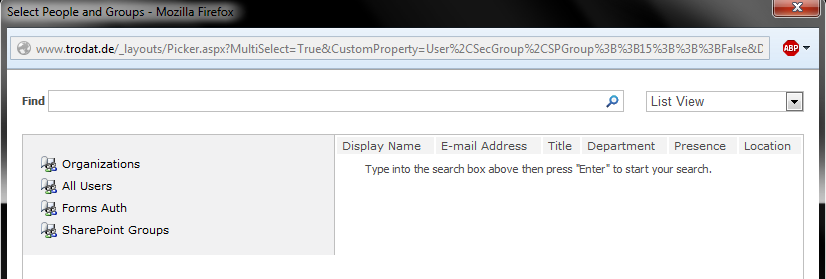 Select People and Groups - Mozilla Firefox
www.trodat.de/_layouts/Picker.aspx?MultiSelect=True&CustomProperty=User%2CSecGroup%2CSPGroup%3B%3B15%3B%3B%3BFalse&D
ABP
Find
List View
Display Name E-mail Address Title Department Presence Location
Type into the search box above then press "Enter" to start your search.
Organizations
All Users
Forms Auth
SharePoint Groups